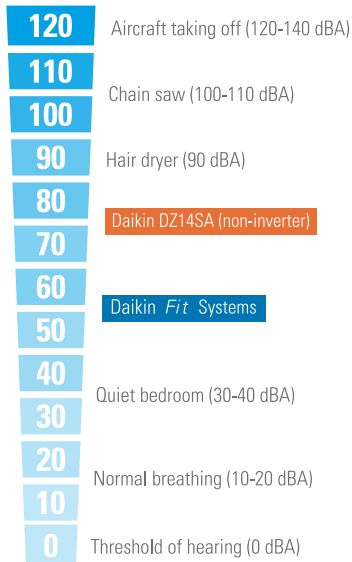 120 Aircraft taking off (120-140 dBA)
110
Chain saw (100-110 dBA)
100
90 Hair dryer (90 dBA)
80
Daikin DZ14SA (non-inverter)
70
60
Daikin Fit Systems
50
40
Quiet bedroom (30-40 dBA)
30
20
Normal breathing (10-20 dBA)
10
0 Threshold of hearing (0 dBA)